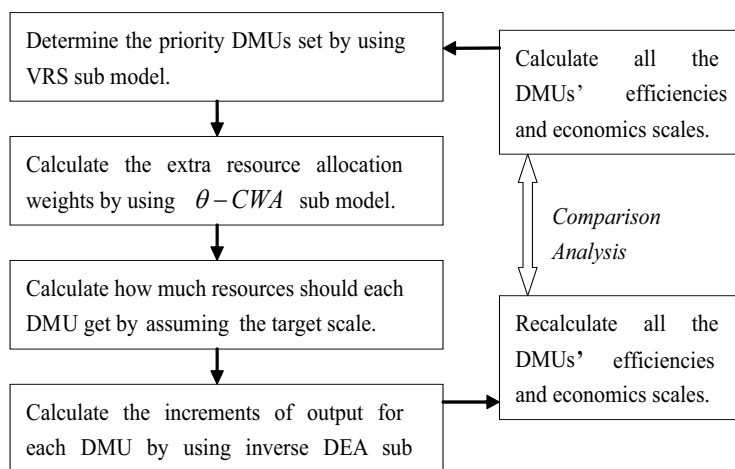 Calculate all the
DMUs’ efficiencies
and economics scales.
Determine the priority DMUs set by using
VRS sub model.
Calculate the extra resource allocation
weights by using θ − CWA sub model.
Calculate how much resources should each
DMU get by assuming the target scale.
Calculate the increments of output for
each DMU by using inverse DEA sub
Recalculate all the
DMUs’ efficiencies
and economics scales.
Comparison
Analysis